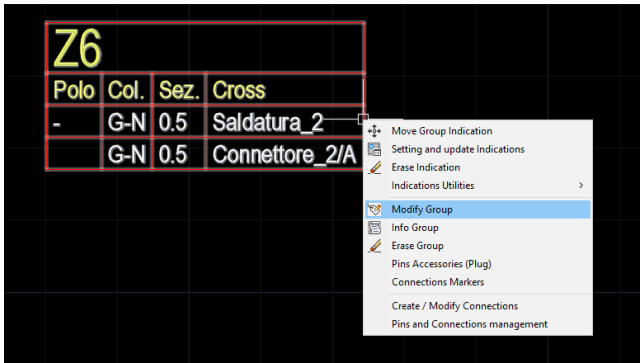 Z6
Polo Col. Sez. Cross
- G-N 0.5 Saldatura_2
G-N 0.5 Connettore_2/A
Move Group Indication
Setting and update Indications
Erase Indication
Indications Utilities >
Modify Group
Info Group
Erase Group
Pins Accessories (Plug)
Connections Markers
Create / Modify Connections
Pins and Connections management